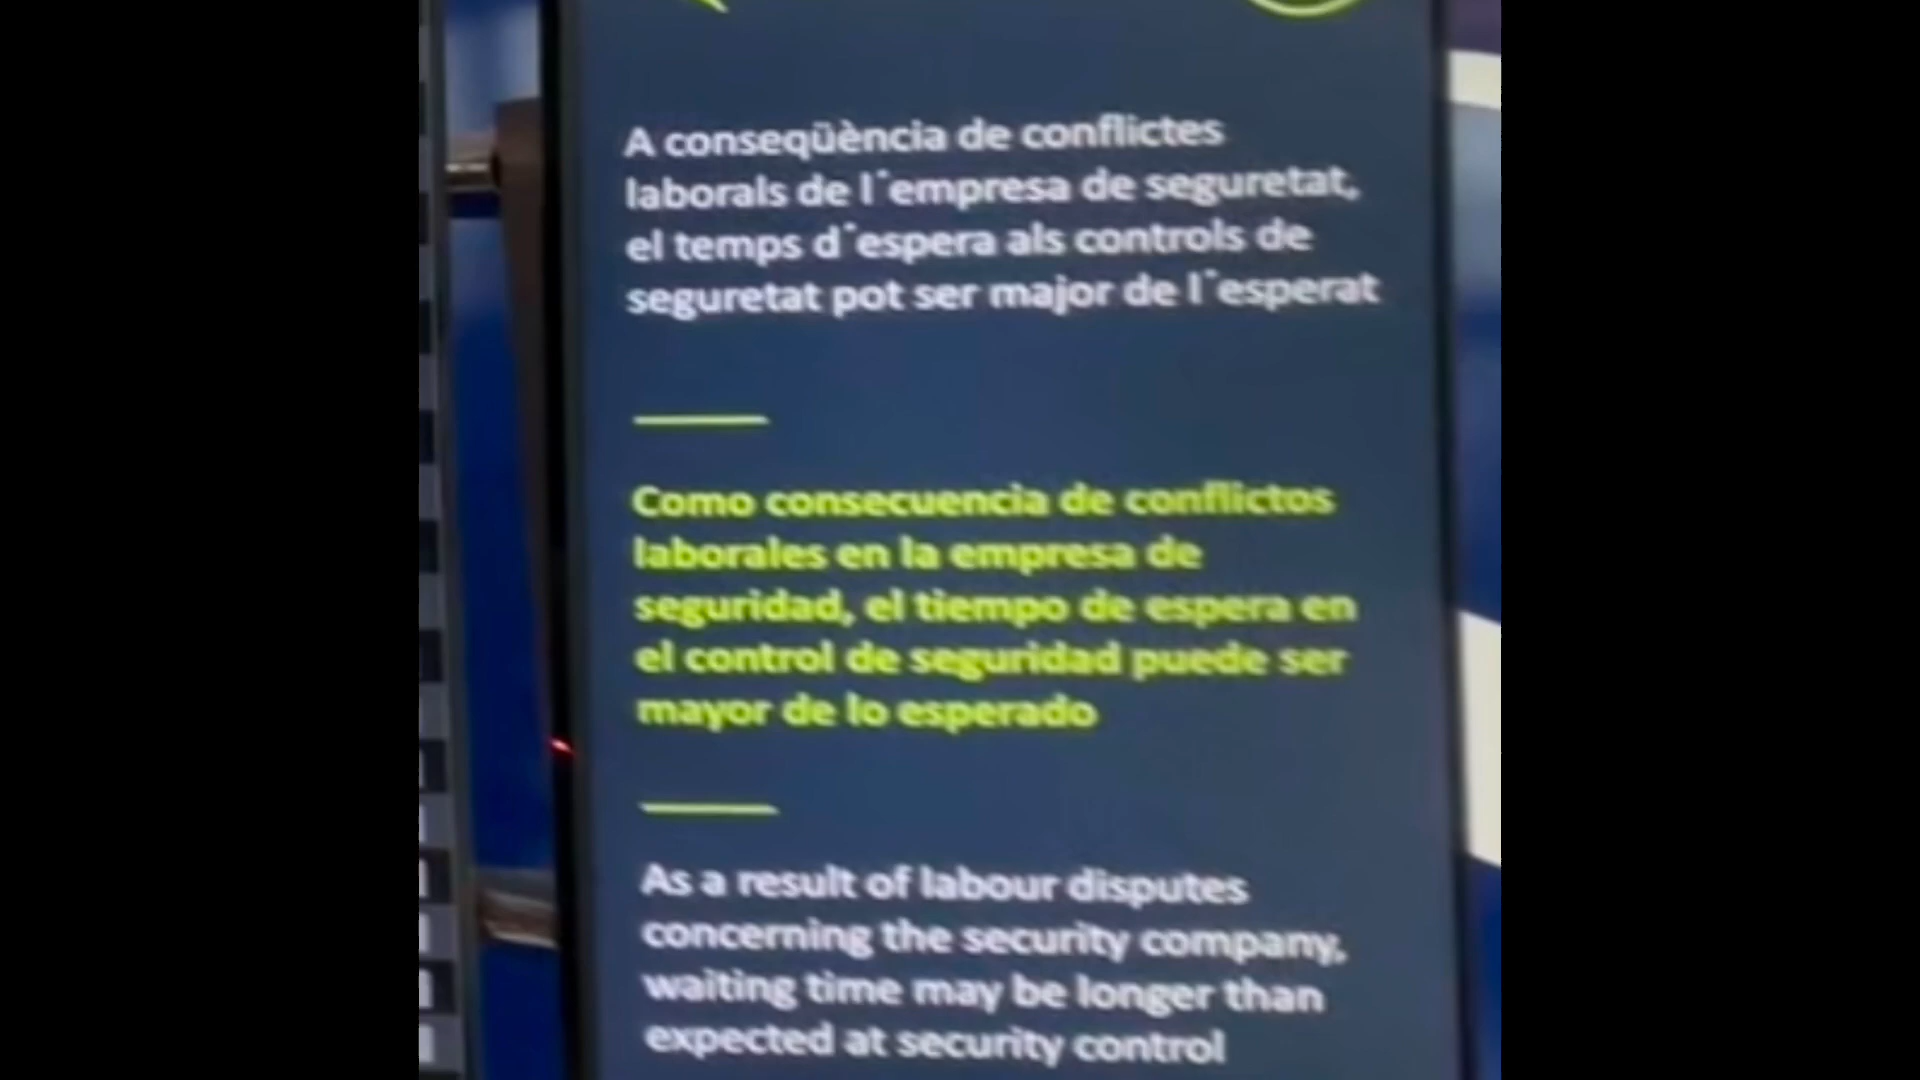 A conseqüència de conflictes
laborals de l´empresa de seguretat,
el temps d´espera als controls de
seguretat pot ser major de l´esperat
Como consecuencia de conflictos
laborales en la empresa de
seguridad, el tiempo de espera en
el control de seguridad puede ser
mayor de lo esperado
As a result of labour disputes
concerning the security company,
waiting time may be longer than
expected at security control